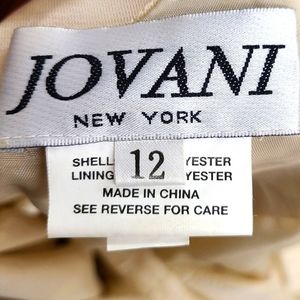 JOVANI
NEW YORK
12
SHELL YESTER
LINING YESTER
MADE IN CHINA
SEE REVERSE FOR CARE